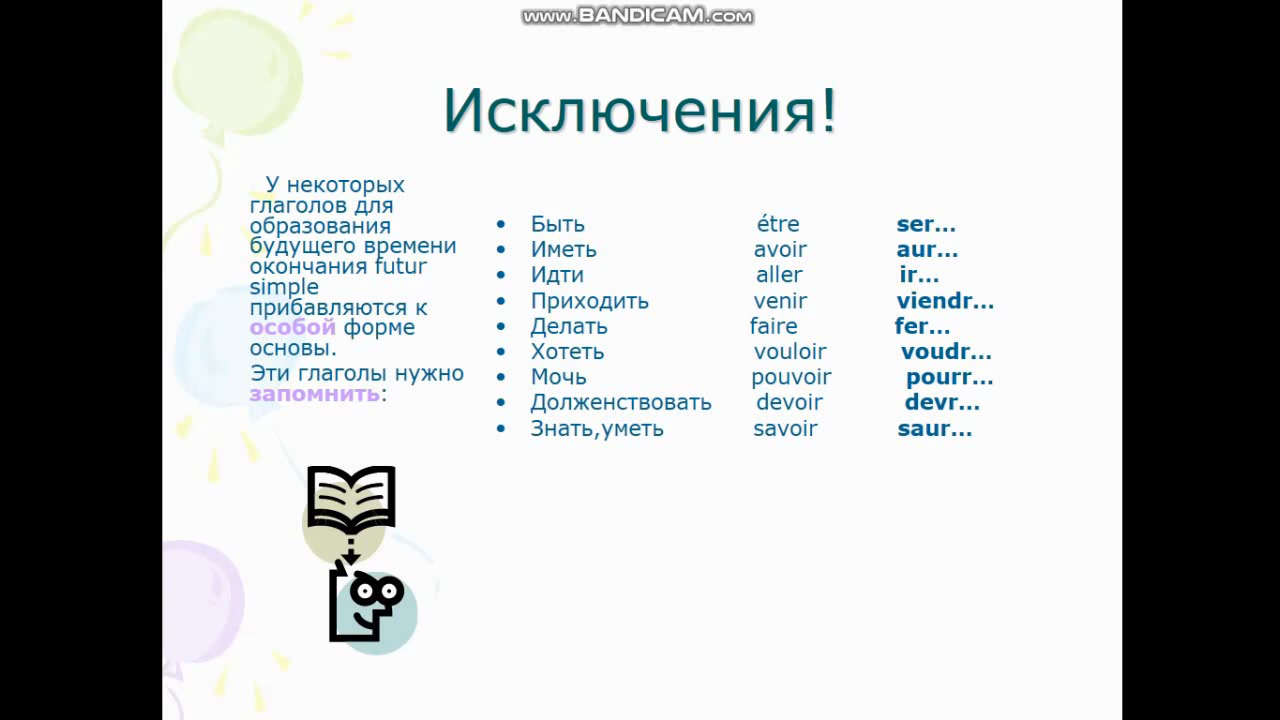 www.BANDICAM.com
Исключения!
У некоторых
глаголов для
образования
будущего времени
окончания futur
simple
прибавляются к
особой форме
основы.
Эти глаголы нужно
запомнить:
• Быть étre ser...
• Иметь avoir aur...
• Идти aller ir...
• Приходить venir viendr...
• Делать faire fer...
• Хотеть vouloir voudr...
• Мочь pouvoir pourr...
• Долженствовать devoir devr...
• Знать,уметь savoir saur...